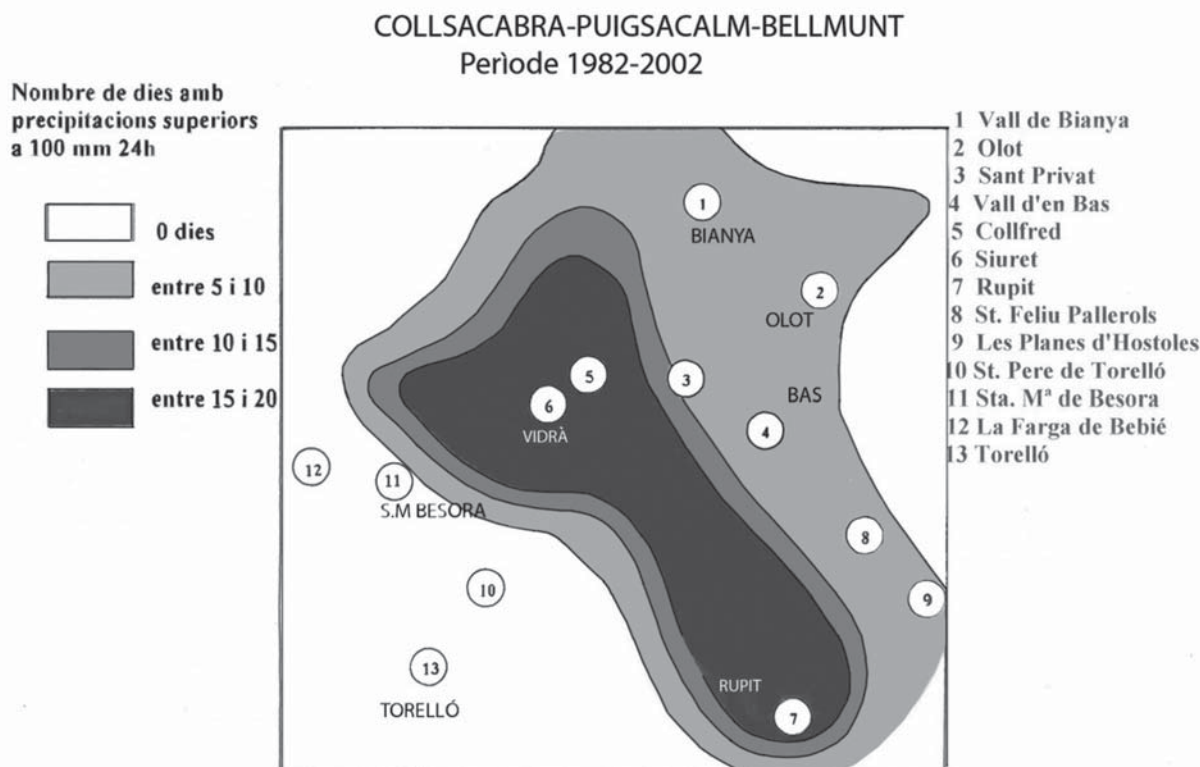 COLLSACABRA-PUIGSACALM-BELLMUNT
Perìode 1982-2002
Nombre de dies amb
precipitacions superiors
a 100 mm 24h
0 dies
entre 5 i 10
entre 10 i 15
entre 15 i 20
1 Vall de Bianya
2 Olot
3 Sant Privat
4 Vall d'en Bas
5 Collfred
6 Siuret
7 Rupit
8 St. Feliu Pallerols
9 Les Planes d'Hostoles
10 St. Pere de Torelló
11 Sta. Mª de Besora
12 La Farga de Bebié
13 Torelló
1
BIANYA
2
OLOT
5
3
BAS
6
4
VIDRÀ
12
11
S.M BESORA
8
10
9
13
TORELLÓ
RUPIT
7